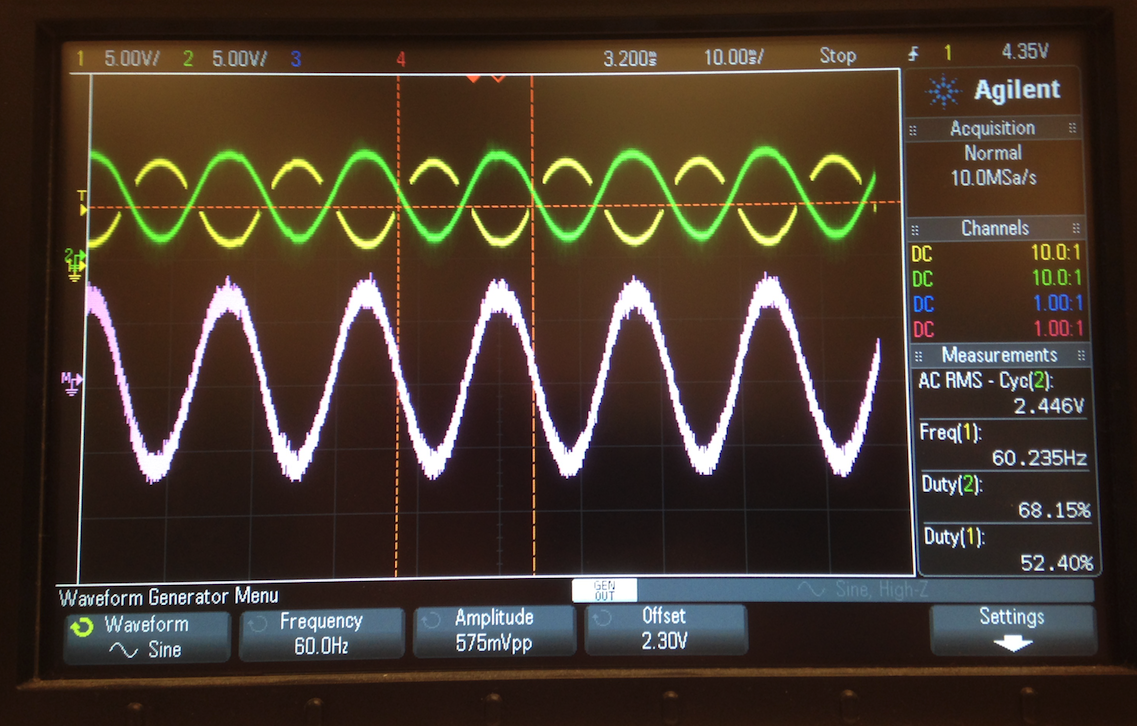 1 5.00V/ 2 5.00V/ 3 4 3.200s 10.00s/ Stop 1 4.35V
Agilent
Acquisition
Normal
10.0MSa/s
Channels
DC 10.0:1
DC 10.0:1
DC 1.00:1
DC 1.00:1
Measurements
AC RMS - Cyc(2):
2.446V
Freq(1):
60.235Hz
Duty(2):
68.15%
Duty(1):
52.40%
T
2
M
Waveform Generator Menu
GEN
OUT
Sine, High-Z
Waveform
Sine
Frequency
60.0Hz
Amplitude
575mVpp
Offset
2.30V
Settings